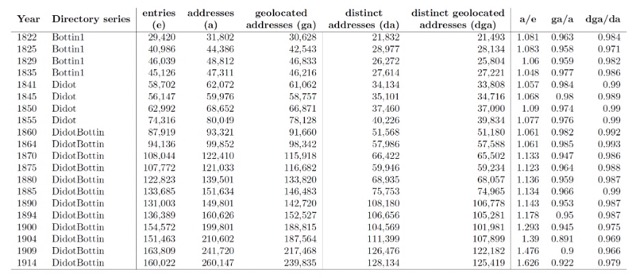 Year Directory series entries (e) addresses (a) geolocated addresses (ga) distinct addresses (da) distinct geolocated addresses (dga) a/e ga/a dga/da
1822 Bottin1 29,420 31,802 30,628 21,832 21,493 1.081 0.963 0.984
1825 Bottin1 40,986 44,386 42,543 28,977 28,134 1.083 0.958 0.971
1829 Bottin1 46,039 48,812 46,833 26,272 25,804 1.06 0.959 0.982
1835 Bottin1 45,126 47,311 46,216 27,614 27,221 1.048 0.977 0.986
1841 Didot 58,702 62,072 61,062 34,134 33,808 1.057 0.984 0.99
1845 Didot 56,147 59,976 58,757 35,101 34,716 1.068 0.98 0.989
1850 Didot 62,992 68,652 66,871 37,460 37,090 1.09 0.974 0.99
1855 Didot 74,316 80,049 78,128 40,226 39,834 1.077 0.976 0.99
1860 DidotBottin 87,919 93,321 91,660 51,568 51,180 1.061 0.982 0.992
1864 DidotBottin 94,136 99,852 98,342 57,986 57,588 1.061 0.985 0.993
1870 DidotBottin 108,044 122,410 115,918 66,422 65,502 1.133 0.947 0.986
1875 DidotBottin 107,772 121,033 116,682 59,946 59,234 1.123 0.964 0.988
1880 DidotBottin 122,823 139,501 133,820 68,935 68,057 1.136 0.959 0.987
1885 DidotBottin 133,685 151,634 146,483 75,753 74,965 1.134 0.966 0.99
1890 DidotBottin 131,003 149,801 142,720 108,180 106,778 1.143 0.953 0.987
1894 DidotBottin 136,389 160,626 152,527 106,656 105,281 1.178 0.95 0.987
1900 DidotBottin 154,572 199,801 188,815 104,569 101,981 1.293 0.945 0.975
1904 DidotBottin 151,463 210,602 187,564 111,399 107,899 1.39 0.891 0.969
1909 DidotBottin 163,809 241,720 217,468 126,476 122,182 1.476 0.9 0.966
1914 DidotBottin 160,022 260,147 239,835 128,134 125,419 1.626 0.922 0.979